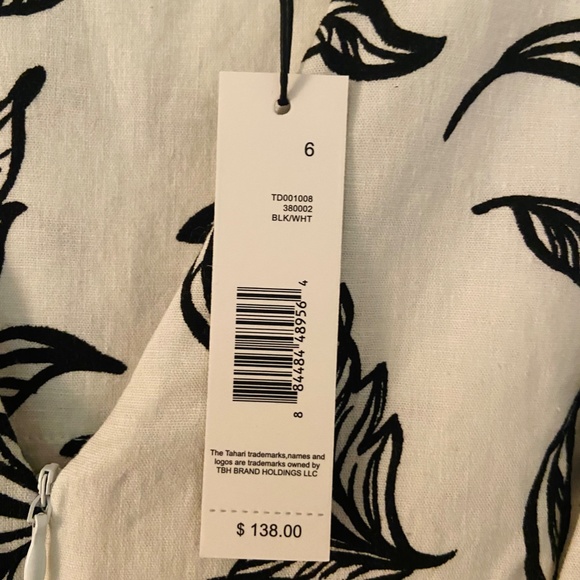 6
TD001008
380002
BLK/WHT
8 84484 48956 4
The Tahari trademarks,names and
logos are trademarks owned by
TBH BRAND HOLDINGS LLC
$ 138.00